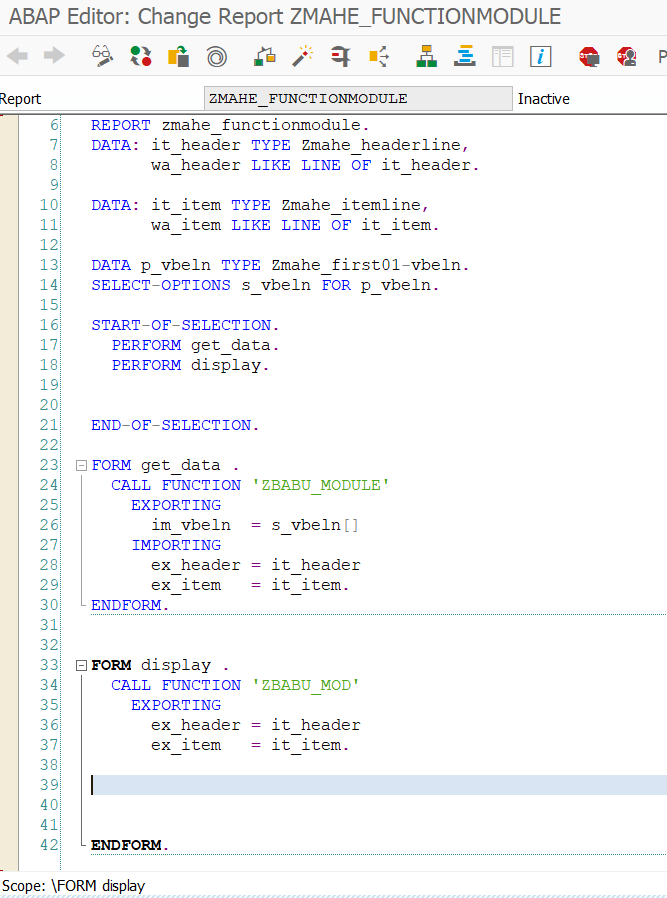 ABAP Editor: Change Report ZMAHE_FUNCTIONMODULE
P
Report ZMAHE_FUNCTIONMODULE Inactive
6 REPORT zmahe_functionmodule.
7 DATA: it_header TYPE Zmahe_headerline,
8 wa_header LIKE LINE OF it_header.
9
10 DATA: it_item TYPE Zmahe_itemline,
11 wa_item LIKE LINE OF it_item.
12
13 DATA p_vbeln TYPE Zmahe_first01-vbeln.
14 SELECT-OPTIONS s_vbeln FOR p_vbeln.
15
16 START-OF-SELECTION.
17 PERFORM get_data.
18 PERFORM display.
19
20
21 END-OF-SELECTION.
22
23 FORM get_data .
24 CALL FUNCTION 'ZBABU_MODULE'
25 EXPORTING
26 im_vbeln = s_vbeln[]
27 IMPORTING
28 ex_header = it_header
29 ex_item = it_item.
30 ENDFORM.
31
32
33 FORM display .
34 CALL FUNCTION 'ZBABU_MOD'
35 EXPORTING
36 ex_header = it_header
37 ex_item = it_item.
38
39
40
41
42 ENDFORM.
Scope: \FORM display